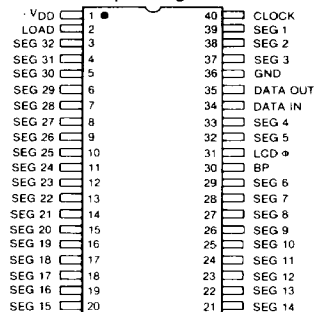 VDD 1 40 CLOCK
LOAD 2 39 SEG 1
SEG 32 3 38 SEG 2
SEG 31 4 37 SEG 3
SEG 30 5 36 GND
SEG 29 6 35 DATA OUT
SEG 28 7 34 DATA IN
SEG 27 8 33 SEG 4
SEG 26 9 32 SEG 5
SEG 25 10 31 LCD Φ
SEG 24 11 30 BP
SEG 23 12 29 SEG 6
SEG 22 13 28 SEG 7
SEG 21 14 27 SEG 8
SEG 20 15 26 SEG 9
SEG 19 16 25 SEG 10
SEG 18 17 24 SEG 11
SEG 17 18 23 SEG 12
SEG 16 19 22 SEG 13
SEG 15 20 21 SEG 14